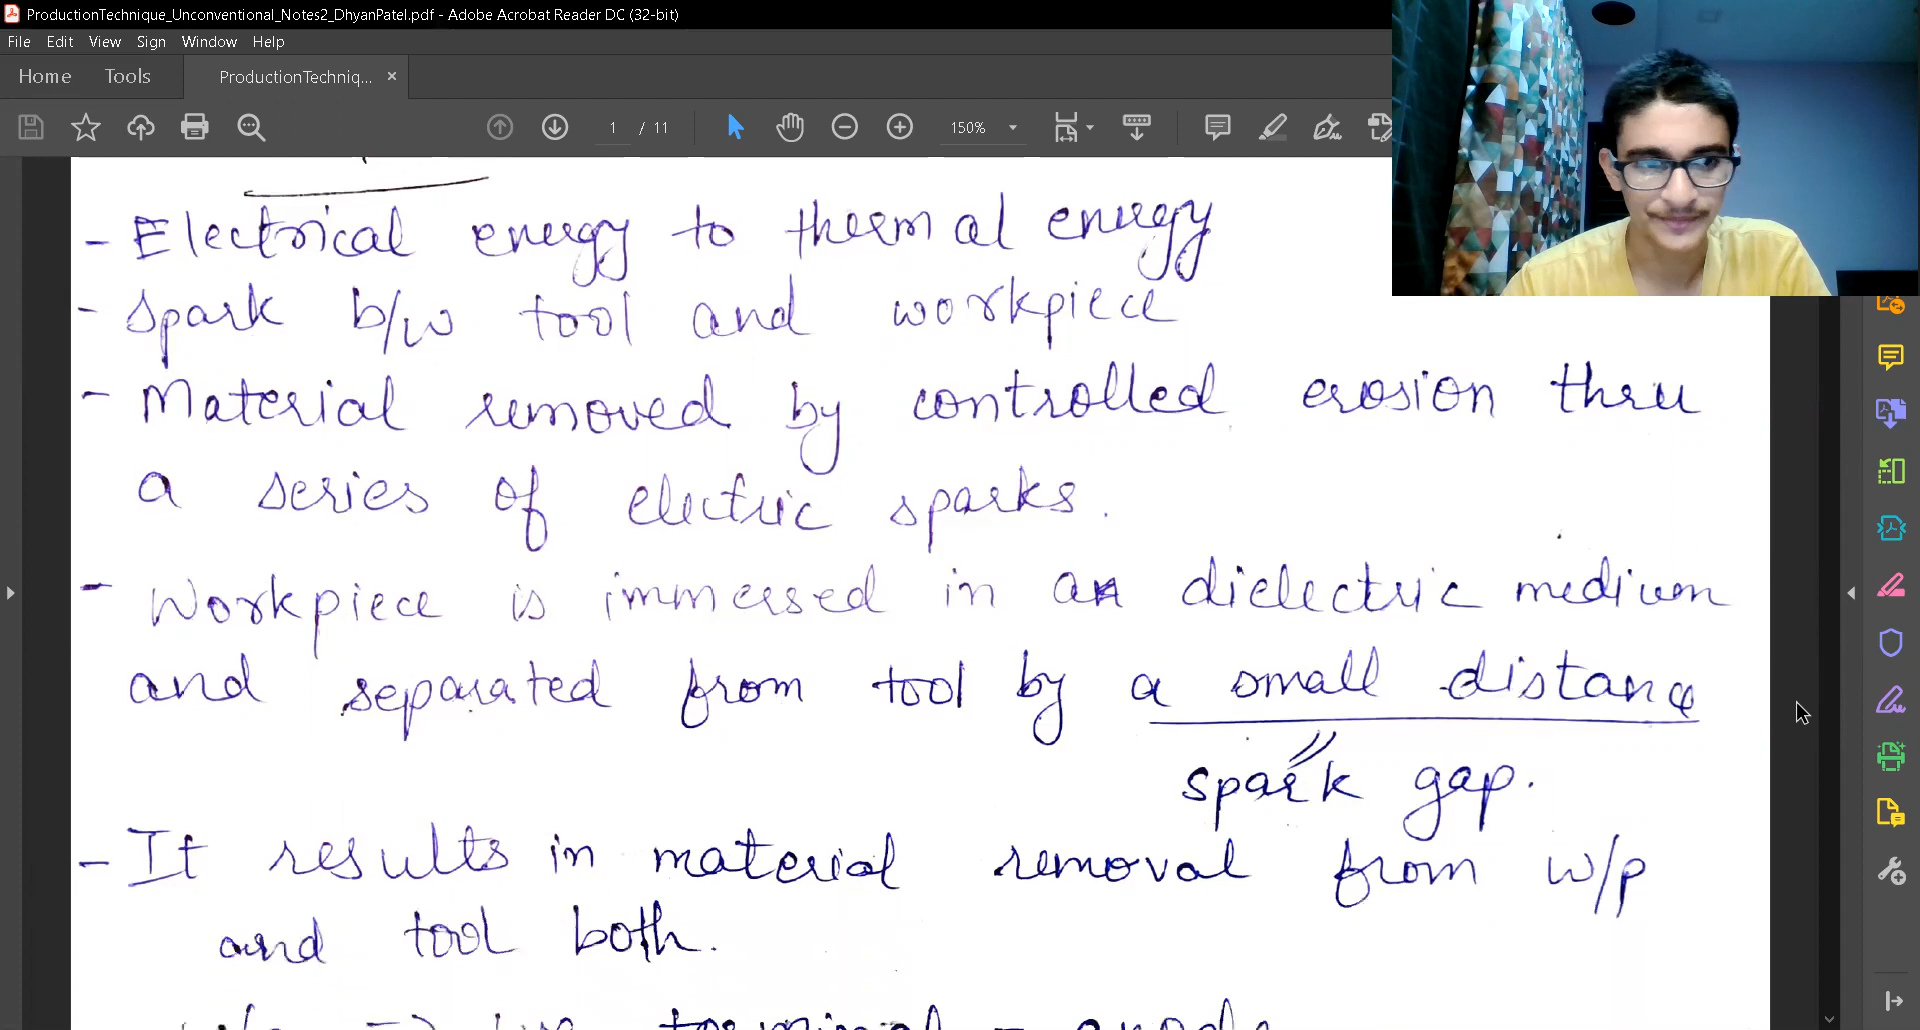 ProductionTechnique_Unconventional_Notes2_DhyanPatel.pdf - Adobe Acrobat Reader DC (32-bit)
File Edit View Sign Window Help
Home Tools ProductionTechniq... ×
1 / 11 150%
- Electrical energy to thermal energy
- Spark b/w tool and workpiece
- Material removed by controlled erosion thru
a series of electric sparks.
- Workpiece is immersed in a dielectric medium
and separated from tool by a small distance
spark gap.
- It results in material removal from w/p
and tool both.
terminal - anode